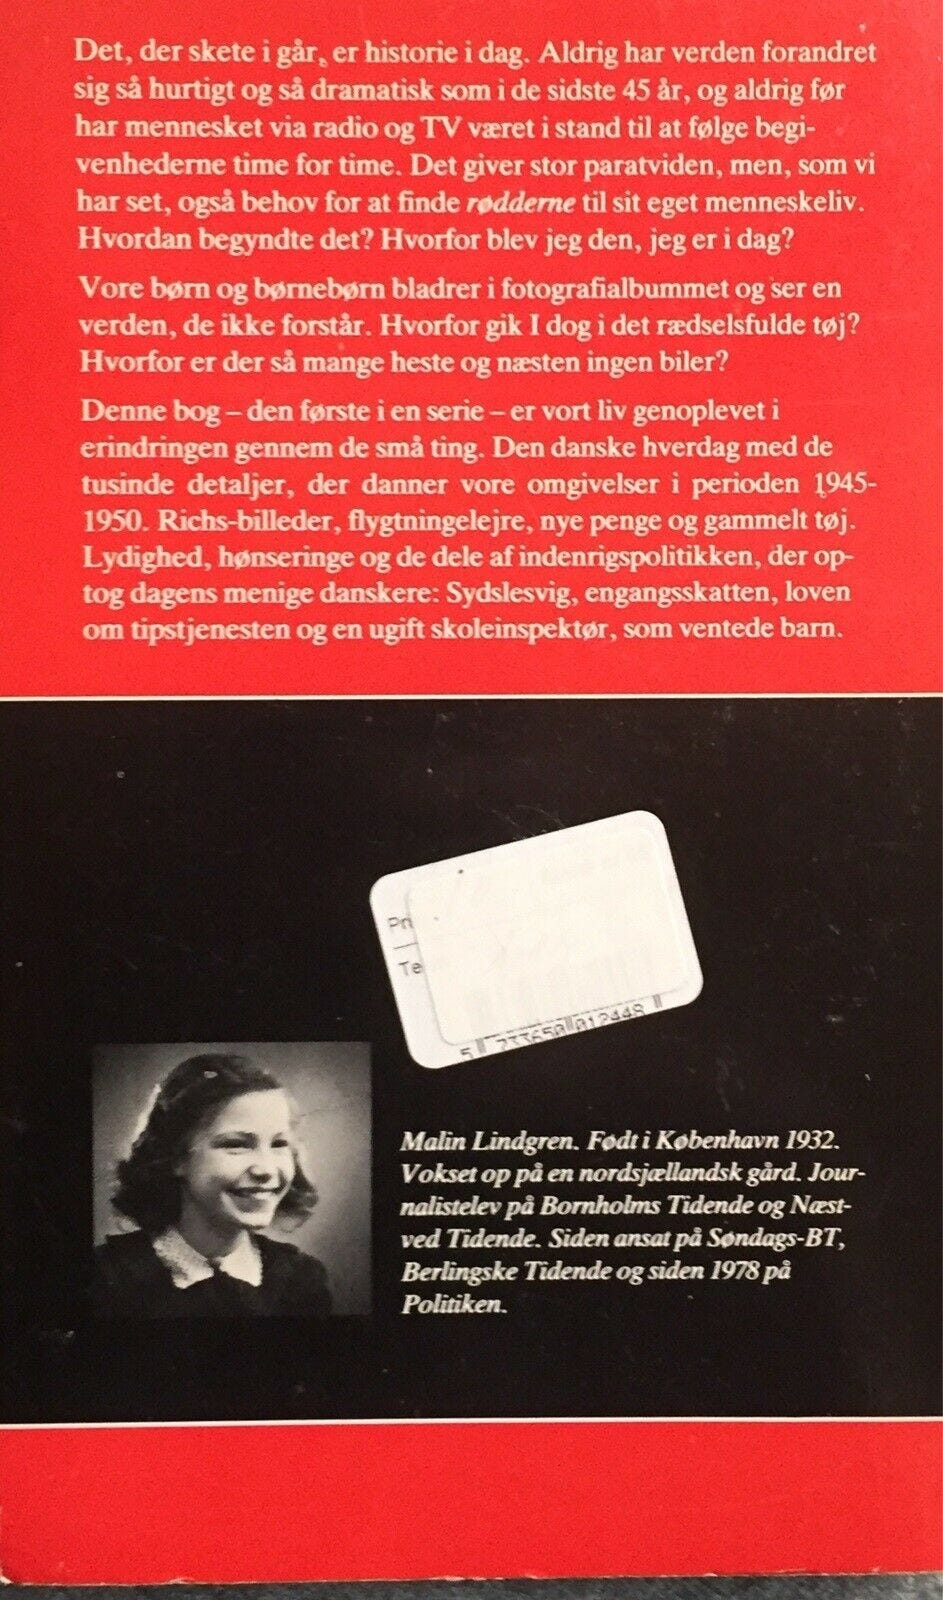 Det, der skete i går, er historie i dag. Aldrig har verden forandret
sig så hurtigt og så dramatisk som i de sidste 45 år, og aldrig før
har mennesket via radio og TV været i stand til at følge begi-
venhederne time for time. Det giver stor paratviden, men, som vi
har set, også behov for at finde rødderne til sit eget menneskeliv.
Hvordan begyndte det? Hvorfor blev jeg den, jeg er i dag?
Vore børn og børnebørn bladrer i fotografialbummet og ser en
verden, de ikke forstår. Hvorfor gik I dog i det rædselsfulde tøj?
Hvorfor er der så mange heste og næsten ingen biler?
Denne bog – den første i en serie – er vort liv genoplevet i
erindringen gennem de små ting. Den danske hverdag med de
tusinde detaljer, der danner vore omgivelser i perioden 1945-
1950. Richs-billeder, flygtningelejre, nye penge og gammelt tøj.
Lydighed, hønseringe og de dele af indenrigspolitikken, der op-
tog dagens menige danskere: Sydslesvig, engangsskatten, loven
om tipstjenesten og en ugift skoleinspektør, som ventede barn.
Pri
Te
5 733650 012448
Malin Lindgren. Født i København 1932.
Vokset op på en nordsjællandsk gård. Jour-
nalistelev på Bornholms Tidende og Næst-
ved Tidende. Siden ansat på Søndags-BT,
Berlingske Tidende og siden 1978 på
Politiken.